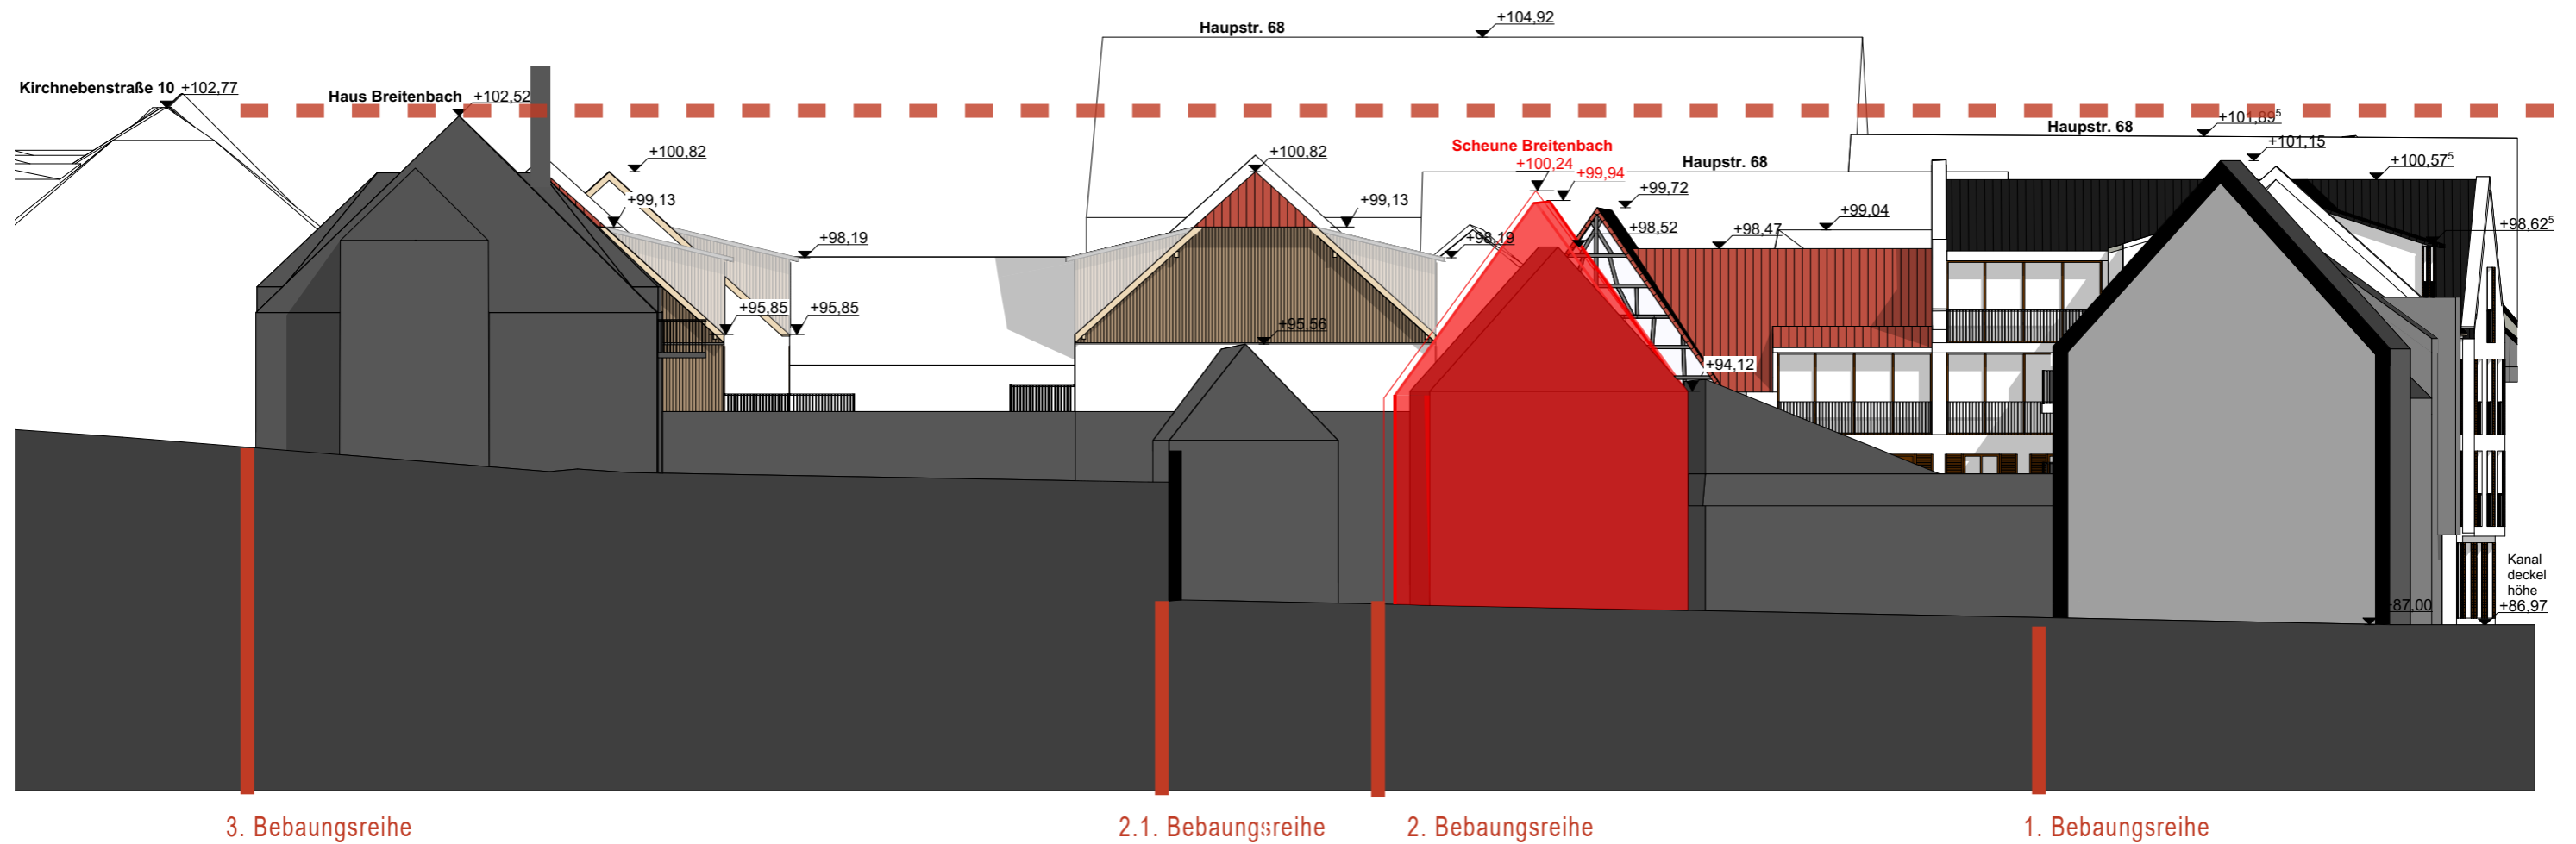 Haupstr. 68
+104,92
Kirchnebenstraße 10 +102,77
Haus Breitenbach +102,52
+101,89⁵
Haupstr. 68
+101,15
Scheune Breitenbach
+100,24
+99,94
Haupstr. 68
+100,82
+100,82
+100,57⁵
+99,13
+99,13
+99,72
+99,04
+98,62⁵
+98,19
+98,19
+98,52
+98,47
+95,85
+95,85
+95.56
+94,12
Kanal
deckel
höhe
+86,97
87,00
3. Bebaungsreihe
2.1. Bebaungsreihe
2. Bebaungsreihe
1. Bebaungsreihe